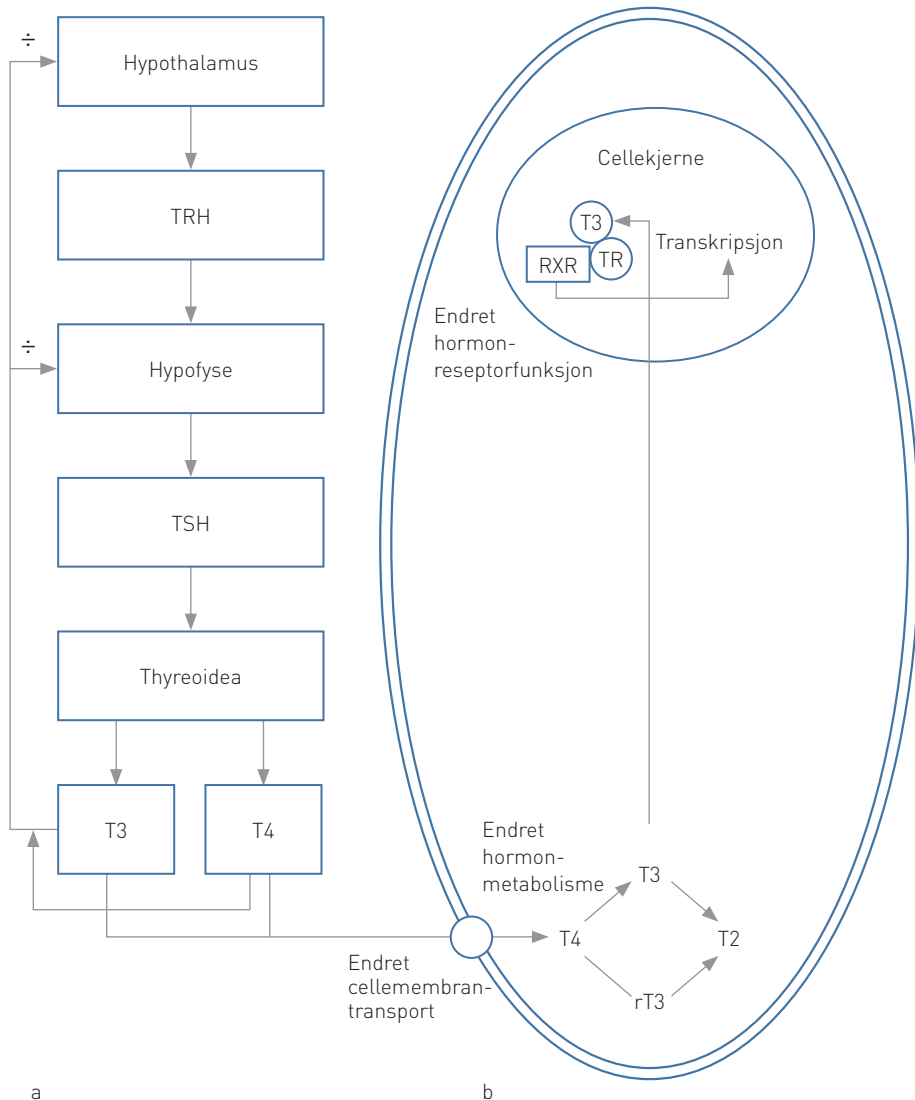 ÷
Hypothalamus
TRH
÷
Hypofyse
TSH
Thyreoidea
T3
T4
Cellekjerne
T3
TR
RXR
Transkripsjon
Endret
hormon-
reseptorfunksjon
Endret
hormon-
metabolisme
T3
T4
T2
rT3
Endret
cellemembran-
transport
a
b